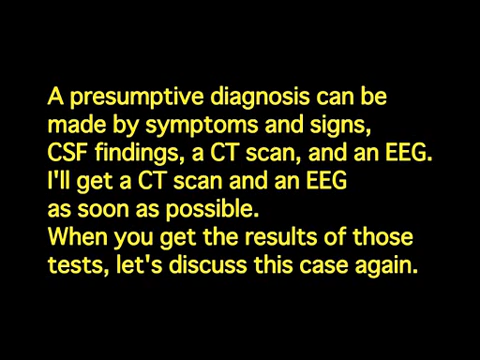 A presumptive diagnosis can be
made by symptoms and signs,
CSF findings, a CT scan, and an EEG.
I'll get a CT scan and an EEG
as soon as possible.
When you get the results of those
tests, let's discuss this case again.